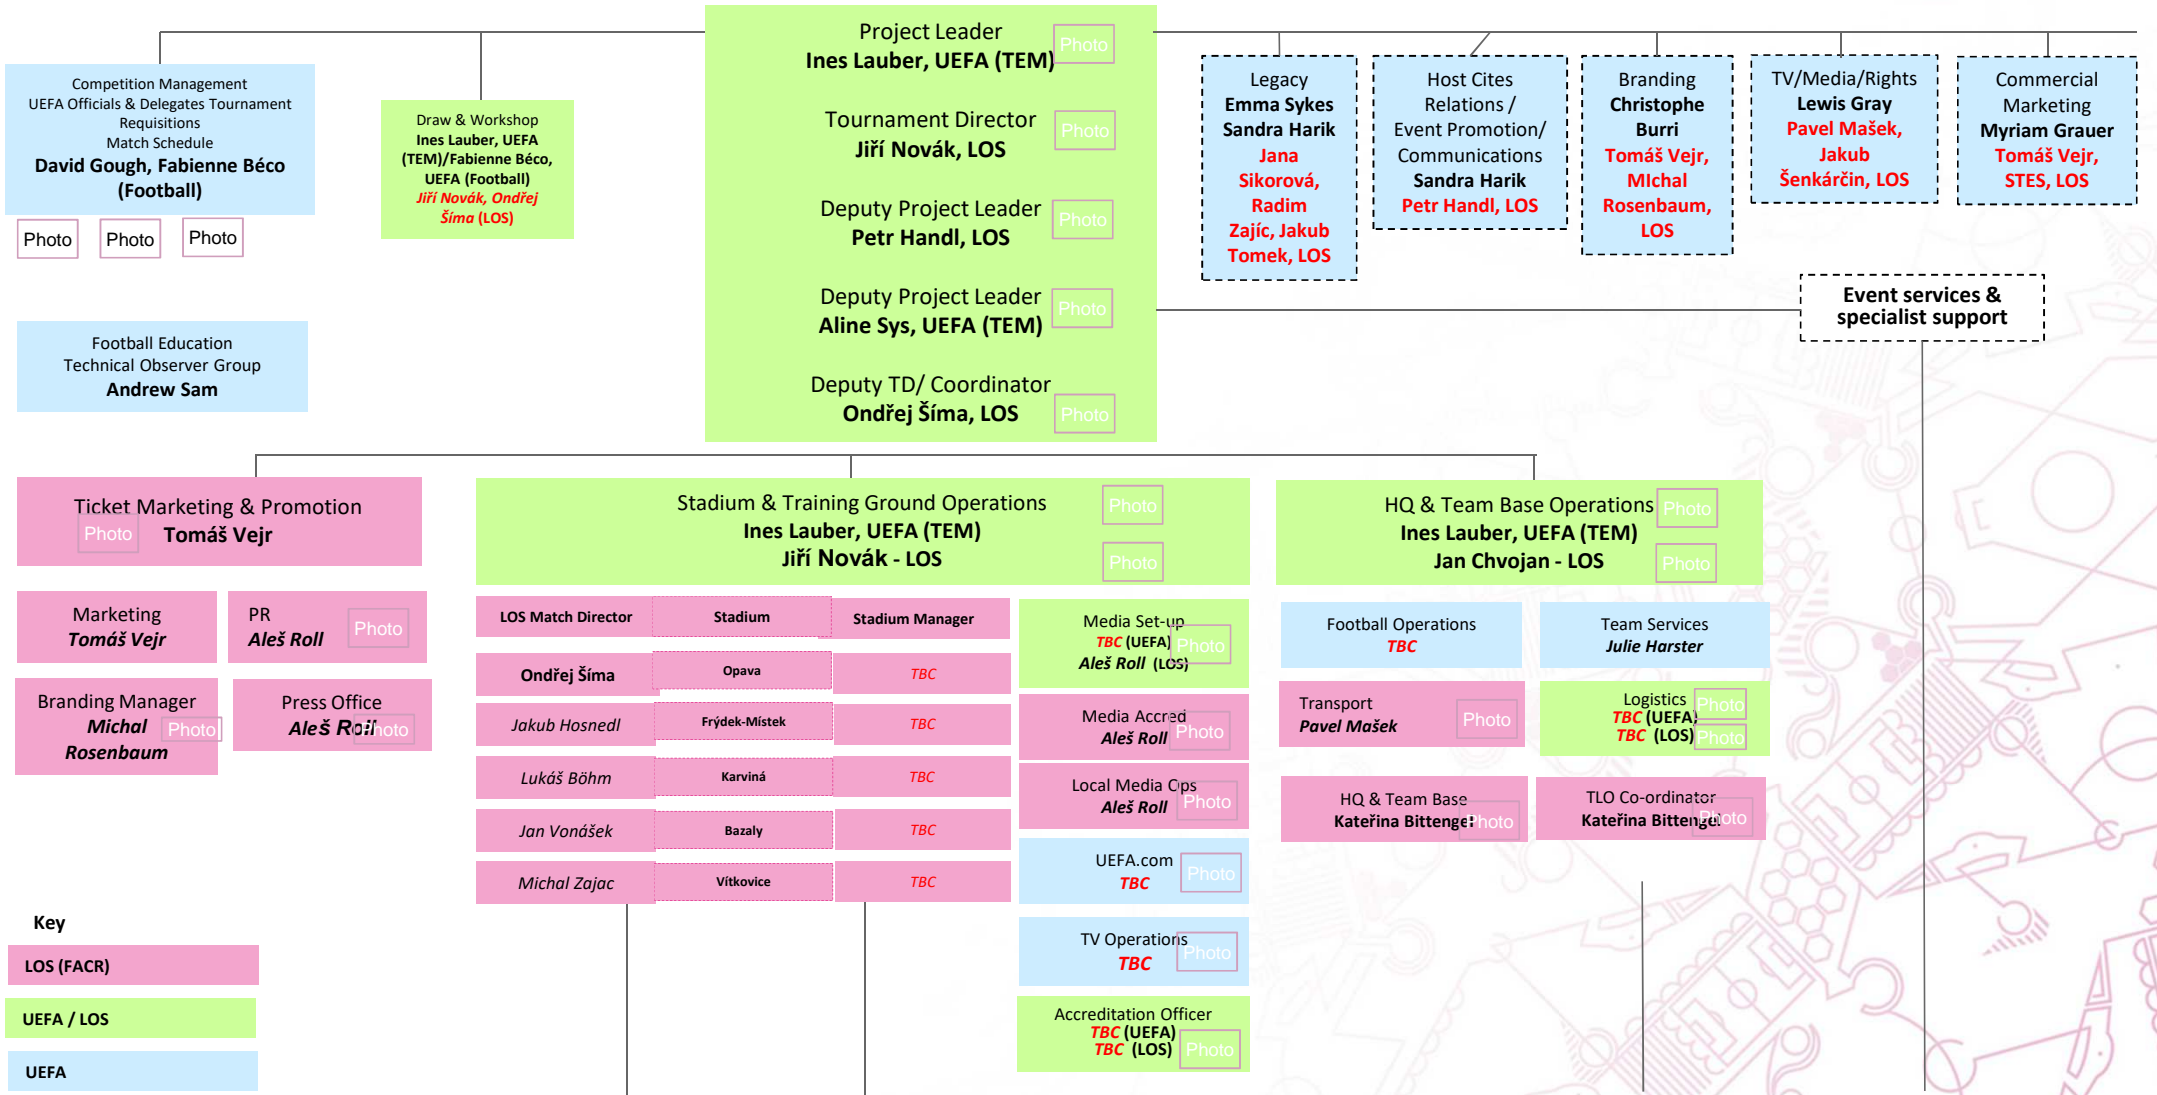 Project Leader
Ines Lauber, UEFA (TEM)
Photo
Tournament Director
Jiří Novák, LOS
Photo
Deputy Project Leader
Petr Handl, LOS
Photo
Deputy Project Leader
Aline Sys, UEFA (TEM)
Photo
Deputy TD/ Coordinator
Ondřej Šíma, LOS
Photo
Competition Management
UEFA Officials & Delegates Tournament
Requisitions
Match Schedule
David Gough, Fabienne Béco
(Football)
Photo
Photo
Photo
Draw & Workshop
Ines Lauber, UEFA
(TEM)/Fabienne Béco,
UEFA (Football)
Jiří Novák, Ondřej
Šíma (LOS)
Legacy
Emma Sykes
Sandra Harik
Jana
Sikorová,
Radim
Zajíc, Jakub
Tomek, LOS
Host Cites
Relations /
Event Promotion/
Communications
Sandra Harik
Petr Handl, LOS
Branding
Christophe
Burri
Tomáš Vejr,
MIchal
Rosenbaum,
LOS
TV/Media/Rights
Lewis Gray
Pavel Mašek,
Jakub
Šenkárčin, LOS
Commercial
Marketing
Myriam Grauer
Tomáš Vejr,
STES, LOS
Event services &
specialist support
Football Education
Technical Observer Group
Andrew Sam
Ticket Marketing & Promotion
Tomáš Vejr
Photo
Marketing
Tomáš Vejr
PR
Aleš Roll
Photo
Branding Manager
Michal
Rosenbaum
Photo
Press Office
Aleš Roll
Photo
Stadium & Training Ground Operations
Ines Lauber, UEFA (TEM)
Jiří Novák - LOS
Photo
Photo
LOS Match Director
Stadium
Stadium Manager
Ondřej Šíma
Opava
TBC
Jakub Hosnedl
Frýdek-Místek
TBC
Lukáš Böhm
Karviná
TBC
Jan Vonášek
Bazaly
TBC
Michal Zajac
Vítkovice
TBC
Media Set-up
TBC (UEFA)
Aleš Roll (LOS)
Photo
Media Accred
Aleš Roll
Photo
Local Media Ops
Aleš Roll
Photo
UEFA.com
TBC
Photo
TV Operations
TBC
Photo
Accreditation Officer
TBC (UEFA)
TBC (LOS)
Photo
HQ & Team Base Operations
Ines Lauber, UEFA (TEM)
Jan Chvojan - LOS
Photo
Photo
Football Operations
TBC
Team Services
Julie Harster
Transport
Pavel Mašek
Photo
Logistics
TBC (UEFA)
TBC (LOS)
Photo
Photo
HQ & Team Base
Kateřina Bittengel
Photo
TLO Co-ordinator
Kateřina Bittengel
Photo
Key
LOS (FACR)
UEFA / LOS
UEFA